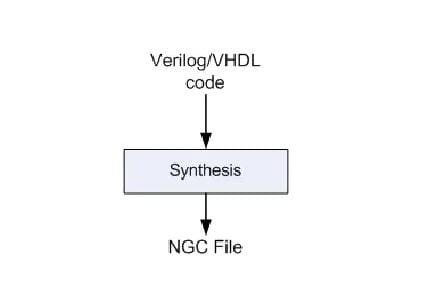 Verilog/VHDL
code
Synthesis
NGC File